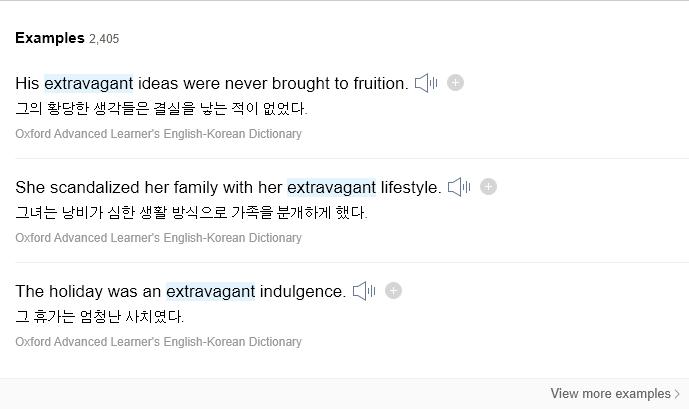 Examples 2,405
His extravagant ideas were never brought to fruition.
그의 황당한 생각들은 결실을 낳는 적이 없었다.
Oxford Advanced Learner's English-Korean Dictionary
She scandalized her family with her extravagant lifestyle.
그녀는 낭비가 심한 생활 방식으로 가족을 분개하게 했다.
Oxford Advanced Learner's English-Korean Dictionary
The holiday was an extravagant indulgence.
그 휴가는 엄청난 사치였다.
Oxford Advanced Learner's English-Korean Dictionary
View more examples